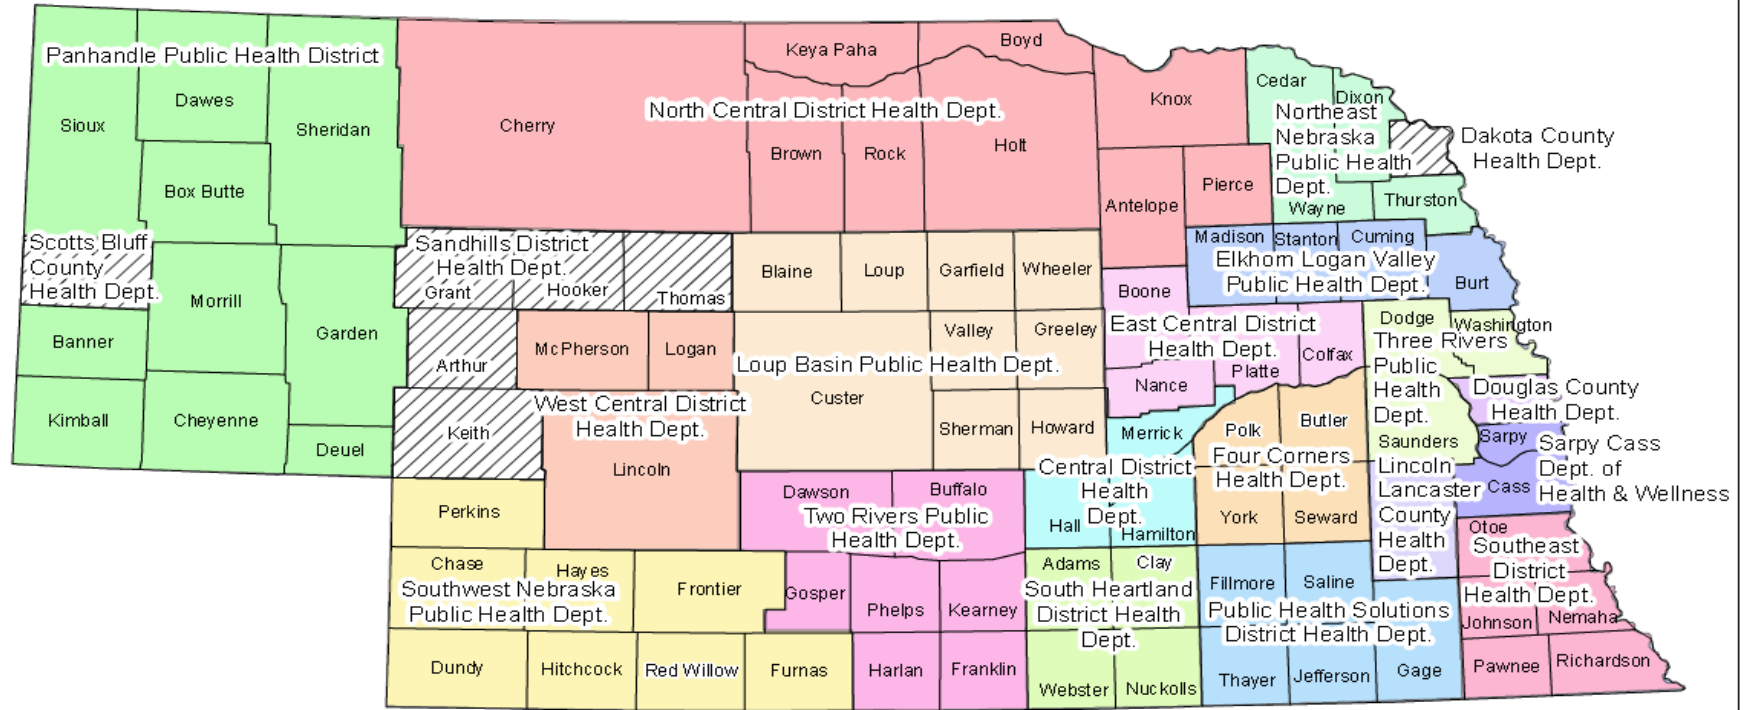 Panhandle Public Health District
Sioux
Dawes
Sheridan
Box Butte
Scotts Bluff
County
Health Dept.
Morrill
Banner
Garden
Kimball
Cheyenne
Deuel
Cherry
Keya Paha
Boyd
North Central District Health Dept.
Brown
Rock
Holt
Knox
Antelope
Pierce
Cedar
Dixon
Northeast
Nebraska
Public Health
Dept.
Wayne
Thurston
Dakota County
Health Dept.
Sandhills District
Health Dept.
Grant
Hooker
Thomas
Arthur
Keith
McPherson
Logan
West Central District
Health Dept.
Lincoln
Blaine
Loup
Garfield
Wheeler
Valley
Greeley
Loup Basin Public Health Dept.
Custer
Sherman
Howard
Madison
Stanton
Cuming
Elkhorn Logan Valley
Public Health Dept.
Burt
Boone
East Central District
Health Dept.
Colfax
Platte
Nance
Dodge
Washington
Three Rivers
Public
Health
Dept.
Saunders
Douglas County
Health Dept.
Sarpy
Sarpy Cass
Dept. of
Health & Wellness
Cass
Merrick
Central District
Health
Dept.
Hall
Hamilton
Polk
Butler
Four Corners
Health Dept.
York
Seward
Lincoln
Lancaster
County
Health
Dept.
Otoe
Southeast
District
Health Dept.
Johnson
Nemaha
Pawnee
Richardson
Perkins
Chase
Hayes
Frontier
Southwest Nebraska
Public Health Dept.
Dundy
Hitchcock
Red Willow
Furnas
Dawson
Buffalo
Two Rivers Public
Health Dept.
Gosper
Phelps
Kearney
Harlan
Franklin
Adams
Clay
South Heartland
District Health
Dept.
Webster
Nuckolls
Fillmore
Saline
Public Health Solutions
District Health Dept.
Thayer
Jefferson
Gage